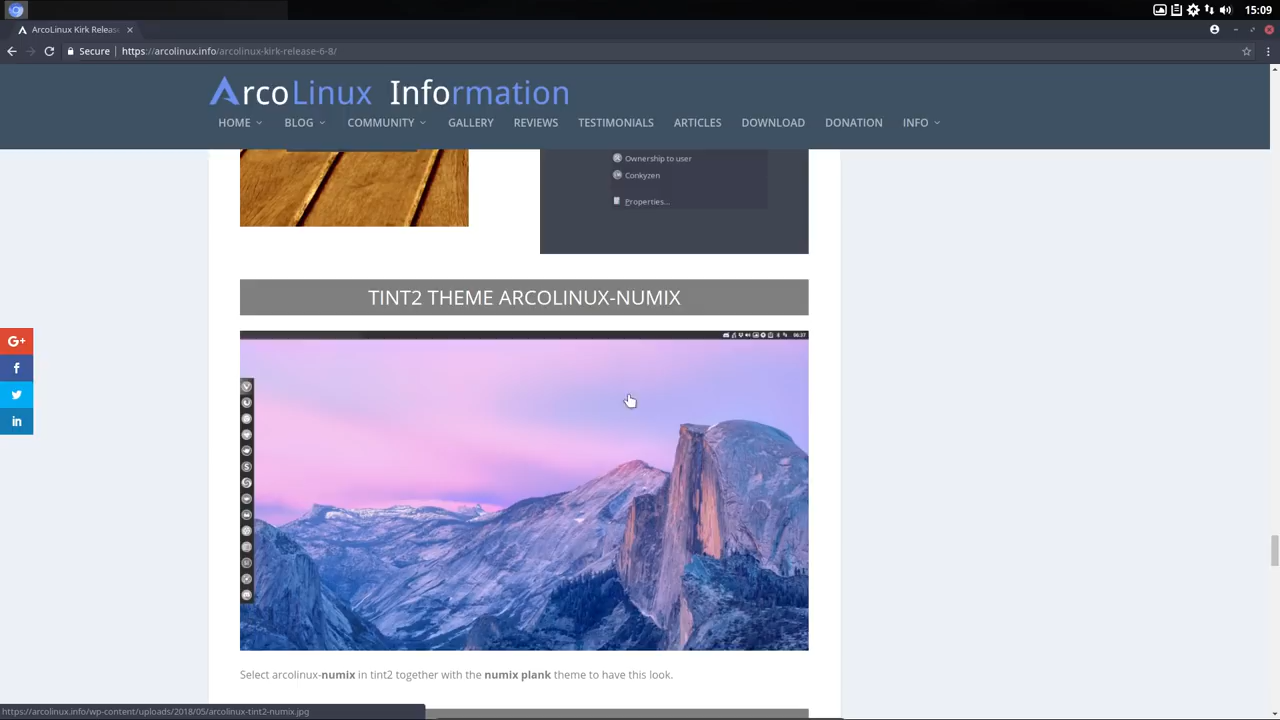 15:09
ArcoLinux Kirk Releas
Secure
https://arcolinux.info/arcolinux-kirk-release-6-8/
ArcoLinux Information
HOME
BLOG
COMMUNITY
GALLERY
REVIEWS
TESTIMONIALS
ARTICLES
DOWNLOAD
DONATION
INFO
Ownership to user
Conkyzen
Properties...
TINT2 THEME ARCOLINUX-NUMIX
06:37
G+
f
in
Select arcolinux-numix in tint2 together with the numix plank theme to have this look.
https://arcolinux.info/wp-content/uploads/2018/05/arcolinux-tint2-numix.jpg